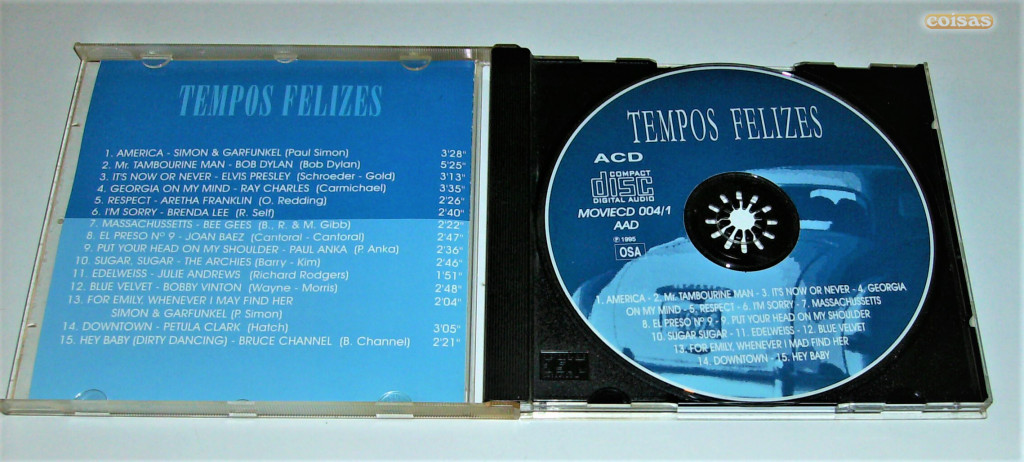 coisas
TEMPOS FELIZES
1. AMERICA - SIMON & GARFUNKEL (Paul Simon) 3'28"
2. Mr. TAMBOURINE MAN - BOB DYLAN (Bob Dylan) 5'25"
3. IT'S NOW OR NEVER - ELVIS PRESLEY (Schroeder - Gold) 3'13"
4. GEORGIA ON MY MIND - RAY CHARLES (Carmichael) 3'35"
5. RESPECT - ARETHA FRANKLIN (O. Redding) 2'26"
6. I'M SORRY - BRENDA LEE (R. Self) 2'40"
7. MASSACHUSSETTS - BEE GEES (B., R. & M. Gibb) 2'22"
8. EL PRESO Nº 9 - JOAN BAEZ (Cantoral - Cantoral) 2'47"
9. PUT YOUR HEAD ON MY SHOULDER - PAUL ANKA (P. Anka) 2'36"
10. SUGAR, SUGAR - THE ARCHIES (Barry - Kim) 2'46"
11. EDELWEISS - JULIE ANDREWS (Richard Rodgers) 1'51"
12. BLUE VELVET - BOBBY VINTON (Wayne - Morris) 2'48"
13. FOR EMILY, WHENEVER I MAY FIND HER 2'04"
SIMON & GARFUNKEL (P. Simon)
14. DOWNTOWN - PETULA CLARK (Hatch) 3'05"
15. HEY BABY (DIRTY DANCING) - BRUCE CHANNEL (B. Channel) 2'21"
TEMPOS FELIZES
ACD
COMPACT
disc
DIGITAL AUDIO
MOVIECD 004/1
AAD
℗ 1995
OSA
1. AMERICA - 2. Mr. TAMBOURINE MAN - 3. IT'S NOW OR NEVER - 4. GEORGIA
ON MY MIND - 5. RESPECT - 6. I'M SORRY - 7. MASSACHUSSETTS
8. EL PRESO Nº 9 - 9. PUT YOUR HEAD ON MY SHOULDER
10. SUGAR SUGAR - 11. EDELWEISS - 12. BLUE VELVET
13. FOR EMILY, WHENEVER I MAD FIND HER
14. DOWNTOWN - 15. HEY BABY